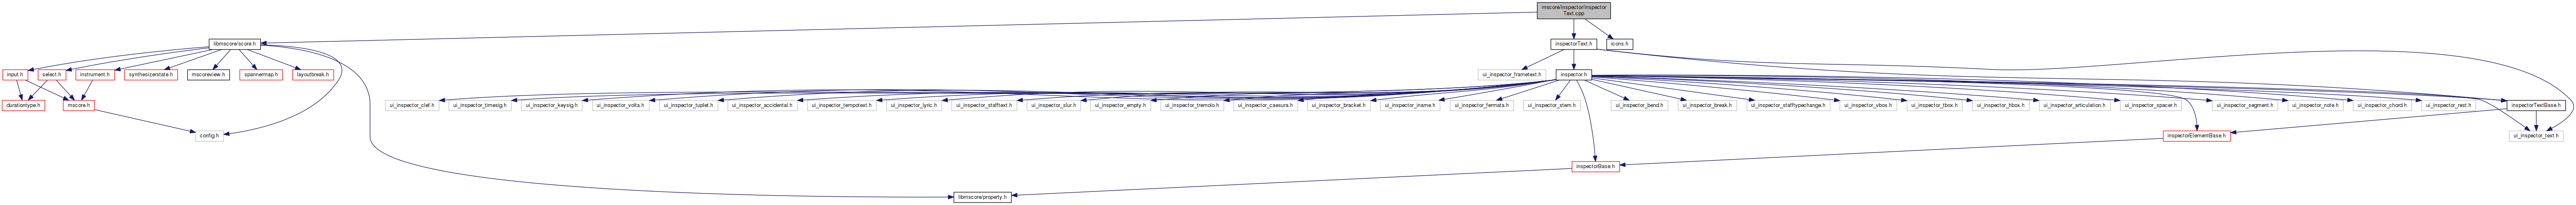 mscore/inspector/inspector
Text.cpp
libmscore/score.h
inspectorText.h
icons.h
input.h
select.h
instrument.h
synthesizerstate.h
mscoreview.h
spannermap.h
layoutbreak.h
ui_inspector_frametext.h
inspector.h
durationtype.h
mscore.h
ui_inspector_clef.h
ui_inspector_timesig.h
ui_inspector_keysig.h
ui_inspector_volta.h
ui_inspector_tuplet.h
ui_inspector_accidental.h
ui_inspector_tempotext.h
ui_inspector_lyric.h
ui_inspector_stafftext.h
ui_inspector_slur.h
ui_inspector_empty.h
ui_inspector_tremolo.h
ui_inspector_caesura.h
ui_inspector_bracket.h
ui_inspector_iname.h
ui_inspector_fermata.h
ui_inspector_stem.h
ui_inspector_bend.h
ui_inspector_break.h
ui_inspector_stafftypechange.h
ui_inspector_vbox.h
ui_inspector_tbox.h
ui_inspector_hbox.h
ui_inspector_articulation.h
ui_inspector_spacer.h
ui_inspector_segment.h
ui_inspector_note.h
ui_inspector_chord.h
ui_inspector_rest.h
inspectorTextBase.h
config.h
inspectorElementBase.h
ui_inspector_text.h
inspectorBase.h
libmscore/property.h